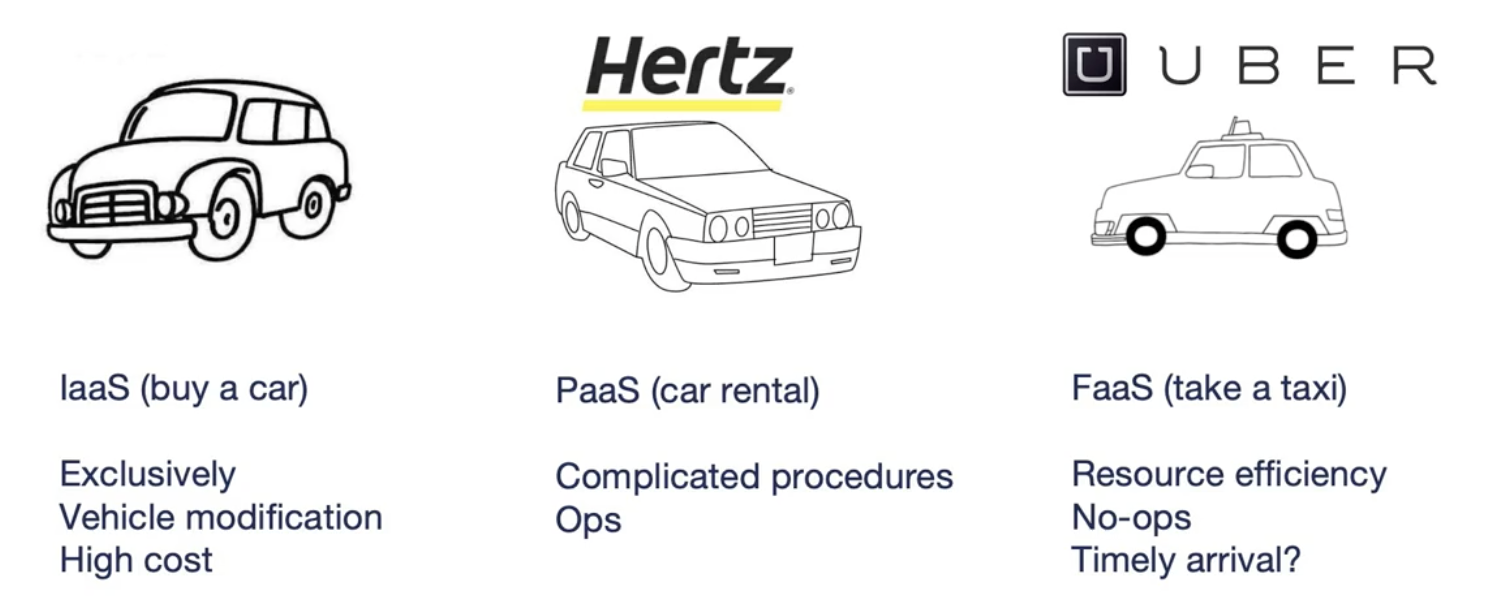 Hertz
U UBER
IaaS (buy a car)
Exclusively
Vehicle modification
High cost
PaaS (car rental)
Complicated procedures
Ops
FaaS (take a taxi)
Resource efficiency
No-ops
Timely arrival?